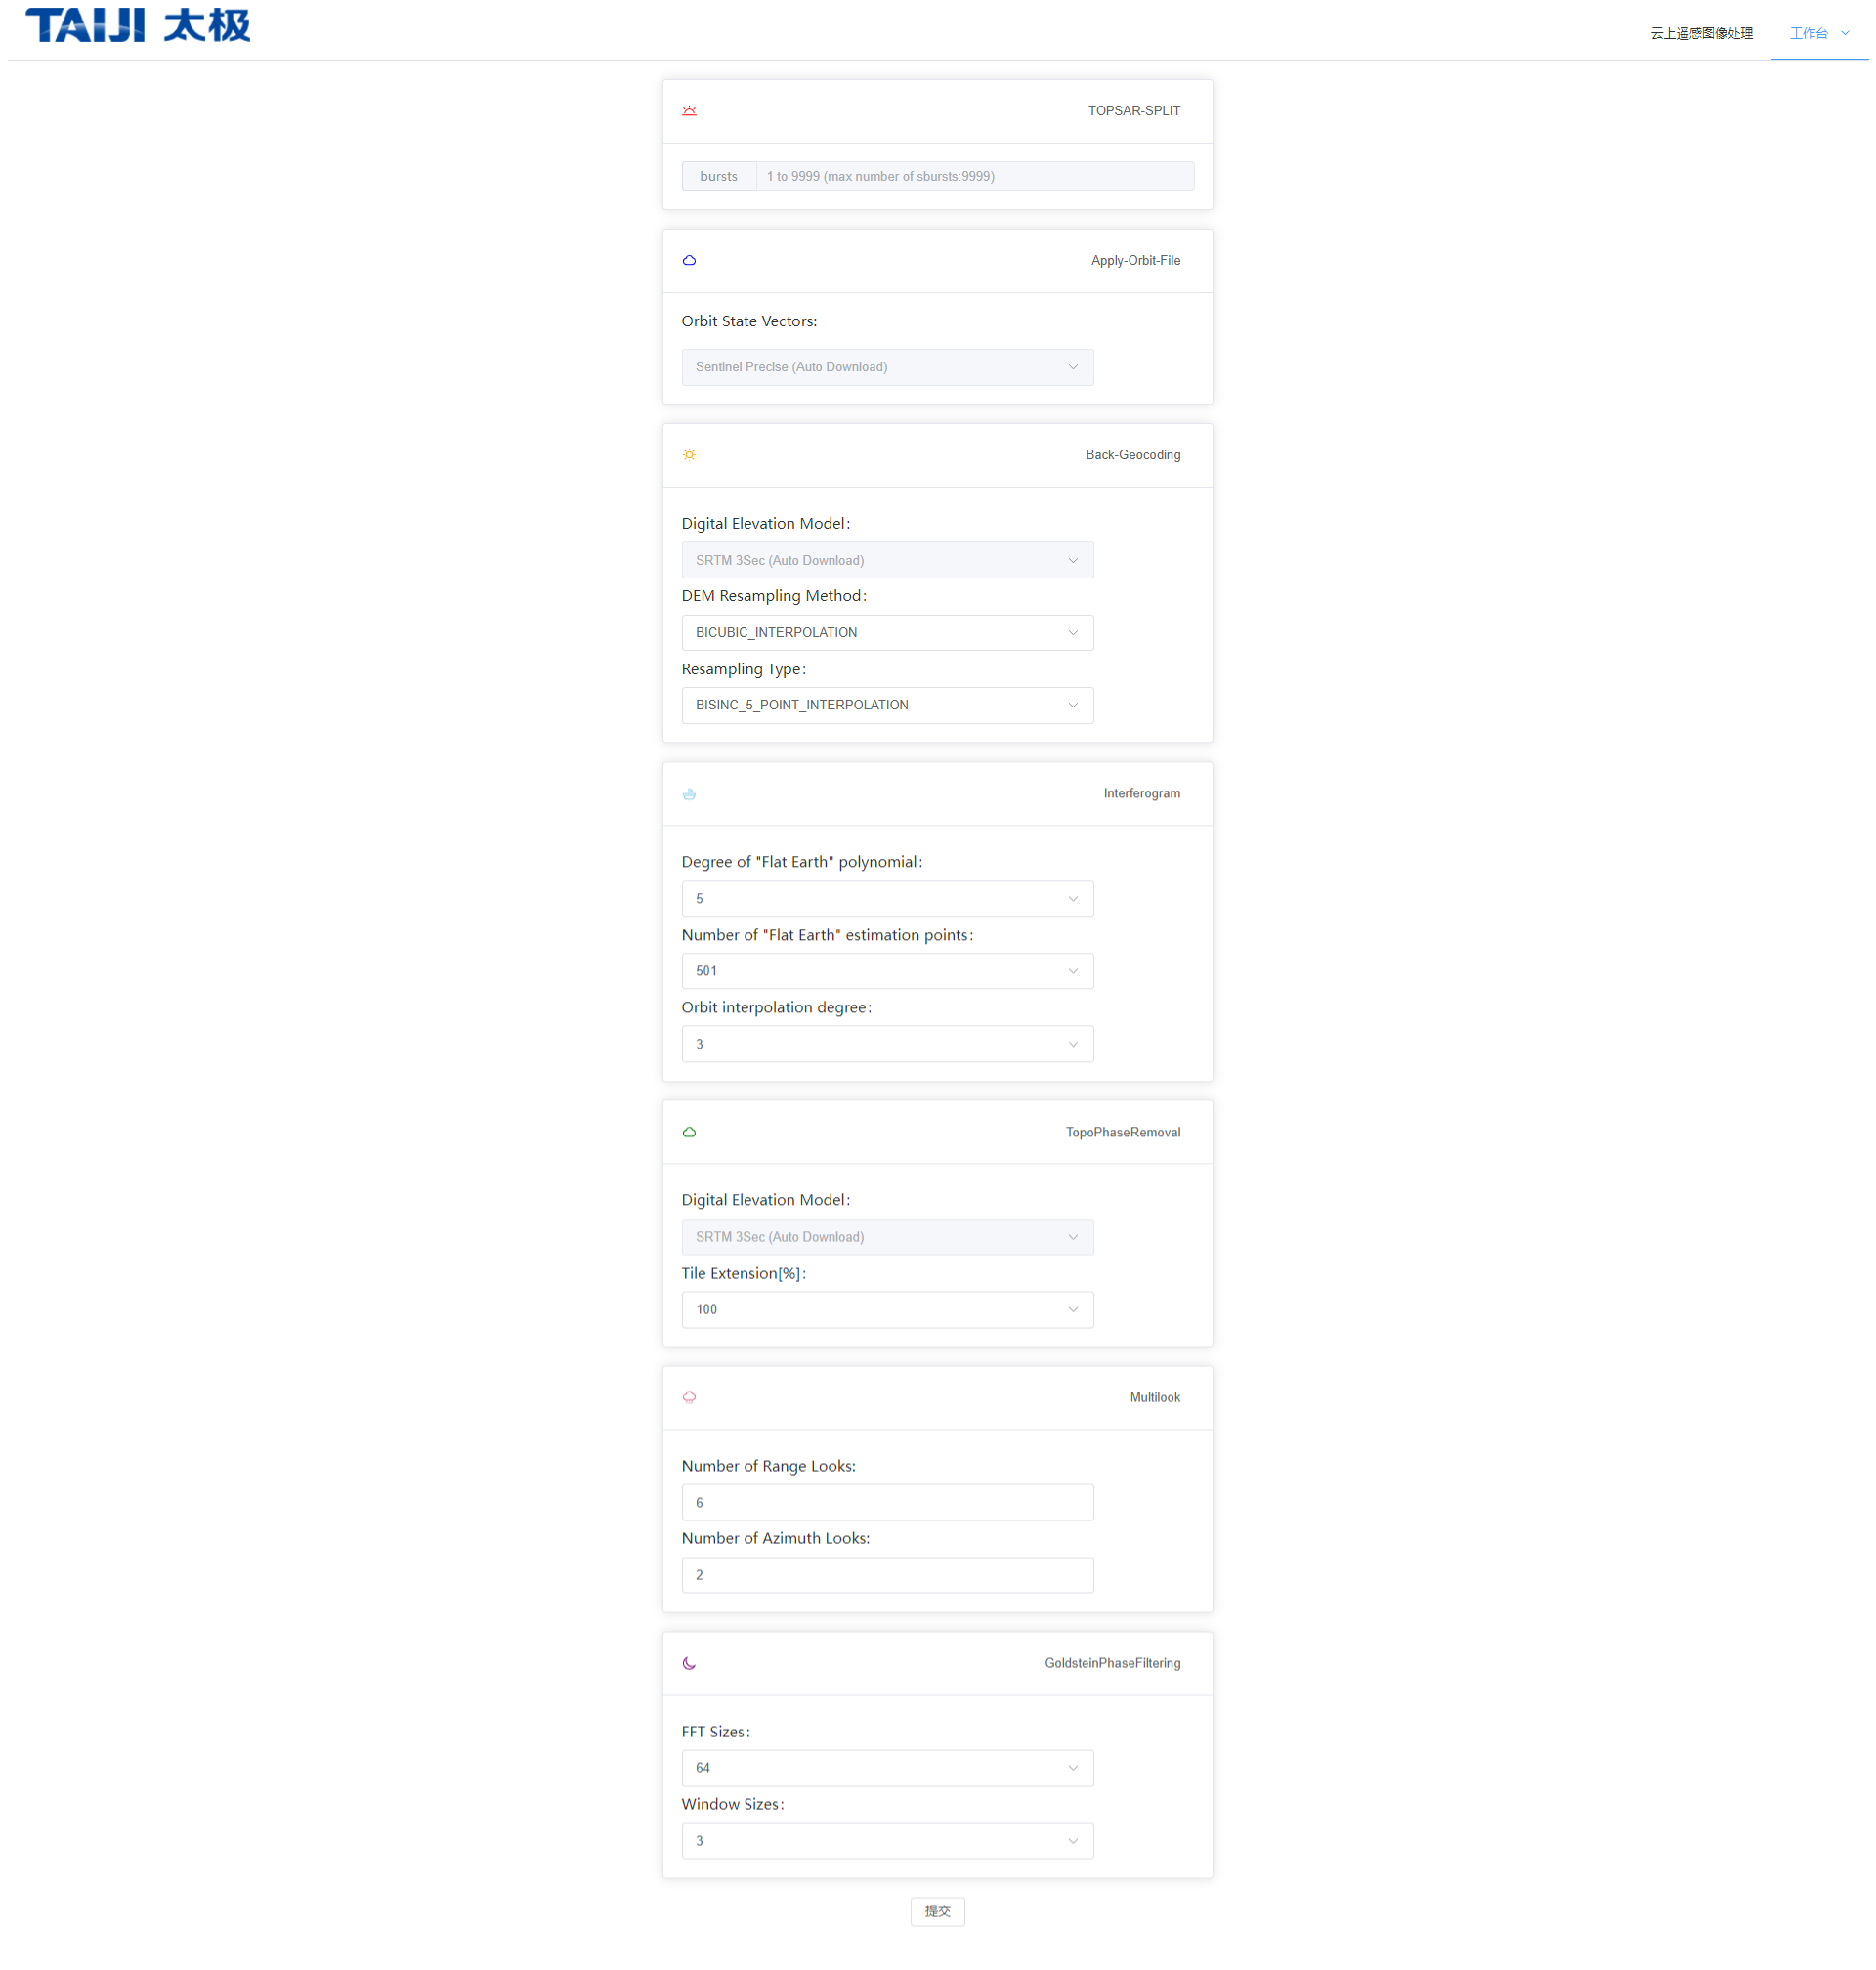 TAIJI 太极
云上遥感图像处理 工作台
TOPSAR-SPLIT
bursts 1 to 9999 (max number of sbursts:9999)
Apply-Orbit-File
Orbit State Vectors:
Sentinel Precise (Auto Download)
Back-Geocoding
Digital Elevation Model:
SRTM 3Sec (Auto Download)
DEM Resampling Method:
BICUBIC_INTERPOLATION
Resampling Type:
BISINC_5_POINT_INTERPOLATION
Interferogram
Degree of "Flat Earth" polynomial:
5
Number of "Flat Earth" estimation points:
501
Orbit interpolation degree:
3
TopoPhaseRemoval
Digital Elevation Model:
SRTM 3Sec (Auto Download)
Tile Extension[%]:
100
Multilook
Number of Range Looks:
6
Number of Azimuth Looks:
2
GoldsteinPhaseFiltering
FFT Sizes:
64
Window Sizes:
3
提交